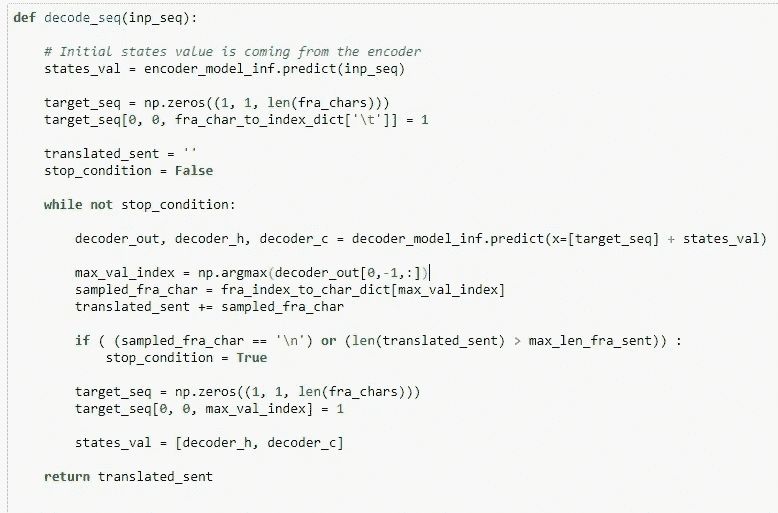 def decode_seq(inp_seq):
# Initial states value is coming from the encoder
states_val = encoder_model_inf.predict(inp_seq)
target_seq = np.zeros((1, 1, len(fra_chars)))
target_seq[0, 0, fra_char_to_index_dict['\t']] = 1
translated_sent = ''
stop_condition = False
while not stop_condition:
decoder_out, decoder_h, decoder_c = decoder_model_inf.predict(x=[target_seq] + states_val)
max_val_index = np.argmax(decoder_out[0,-1,:])
sampled_fra_char = fra_index_to_char_dict[max_val_index]
translated_sent += sampled_fra_char
if ( (sampled_fra_char == '\n') or (len(translated_sent) > max_len_fra_sent)) :
stop_condition = True
target_seq = np.zeros((1, 1, len(fra_chars)))
target_seq[0, 0, max_val_index] = 1
states_val = [decoder_h, decoder_c]
return translated_sent